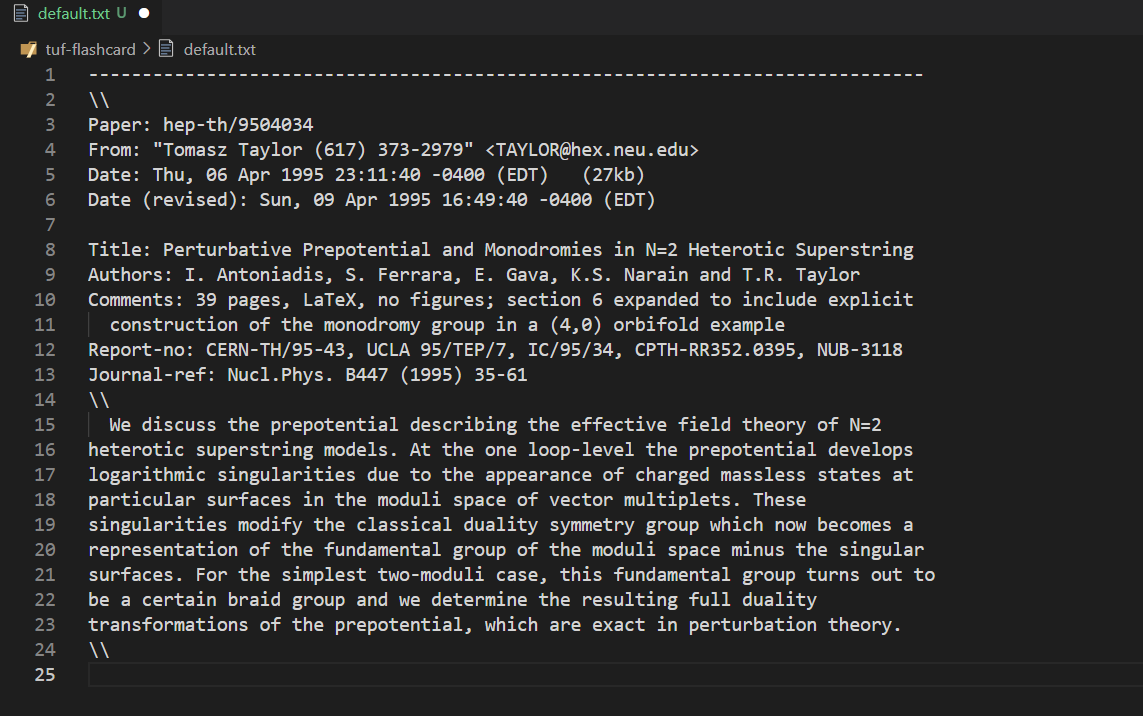 default.txt U
tuf-flashcard > default.txt
1 ------------------------------------------------------------------------------
2 \\
3 Paper: hep-th/9504034
4 From: "Tomasz Taylor (617) 373-2979" <TAYLOR@hex.neu.edu>
5 Date: Thu, 06 Apr 1995 23:11:40 -0400 (EDT)   (27kb)
6 Date (revised): Sun, 09 Apr 1995 16:49:40 -0400 (EDT)
7
8 Title: Perturbative Prepotential and Monodromies in N=2 Heterotic Superstring
9 Authors: I. Antoniadis, S. Ferrara, E. Gava, K.S. Narain and T.R. Taylor
10 Comments: 39 pages, LaTeX, no figures; section 6 expanded to include explicit
11   construction of the monodromy group in a (4,0) orbifold example
12 Report-no: CERN-TH/95-43, UCLA 95/TEP/7, IC/95/34, CPTH-RR352.0395, NUB-3118
13 Journal-ref: Nucl.Phys. B447 (1995) 35-61
14 \\
15   We discuss the prepotential describing the effective field theory of N=2
16 heterotic superstring models. At the one loop-level the prepotential develops
17 logarithmic singularities due to the appearance of charged massless states at
18 particular surfaces in the moduli space of vector multiplets. These
19 singularities modify the classical duality symmetry group which now becomes a
20 representation of the fundamental group of the moduli space minus the singular
21 surfaces. For the simplest two-moduli case, this fundamental group turns out to
22 be a certain braid group and we determine the resulting full duality
23 transformations of the prepotential, which are exact in perturbation theory.
24 \\
25